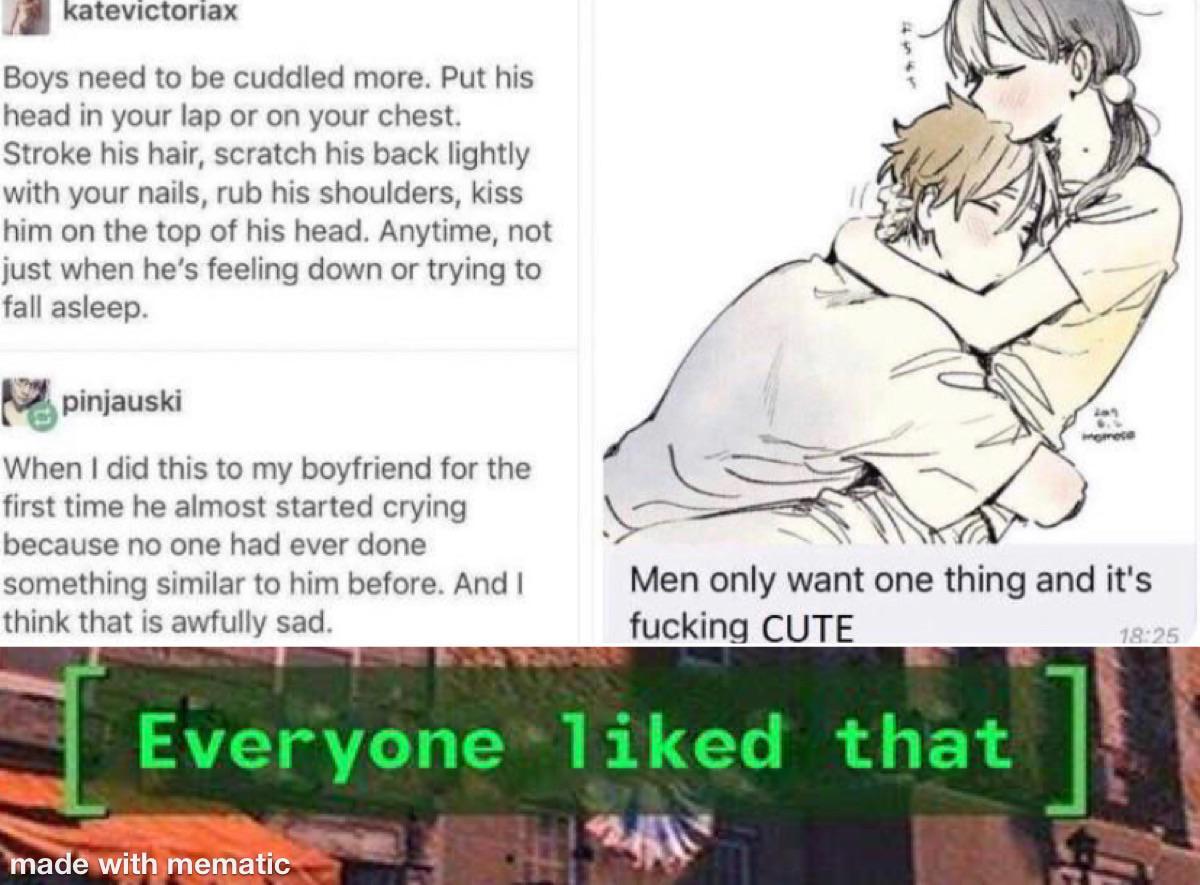 katevictoriax
Boys need to be cuddled more. Put his
head in your lap or on your chest.
Stroke his hair, scratch his back lightly
with your nails, rub his shoulders, kiss
him on the top of his head. Anytime, not
just when he's feeling down or trying to
fall asleep.
pinjauski
When I did this to my boyfriend for the
first time he almost started crying
because no one had ever done
something similar to him before. And I
think that is awfully sad.
Men only want one thing and it's
fucking CUTE
18:25
[Everyone liked that]
made with mematic